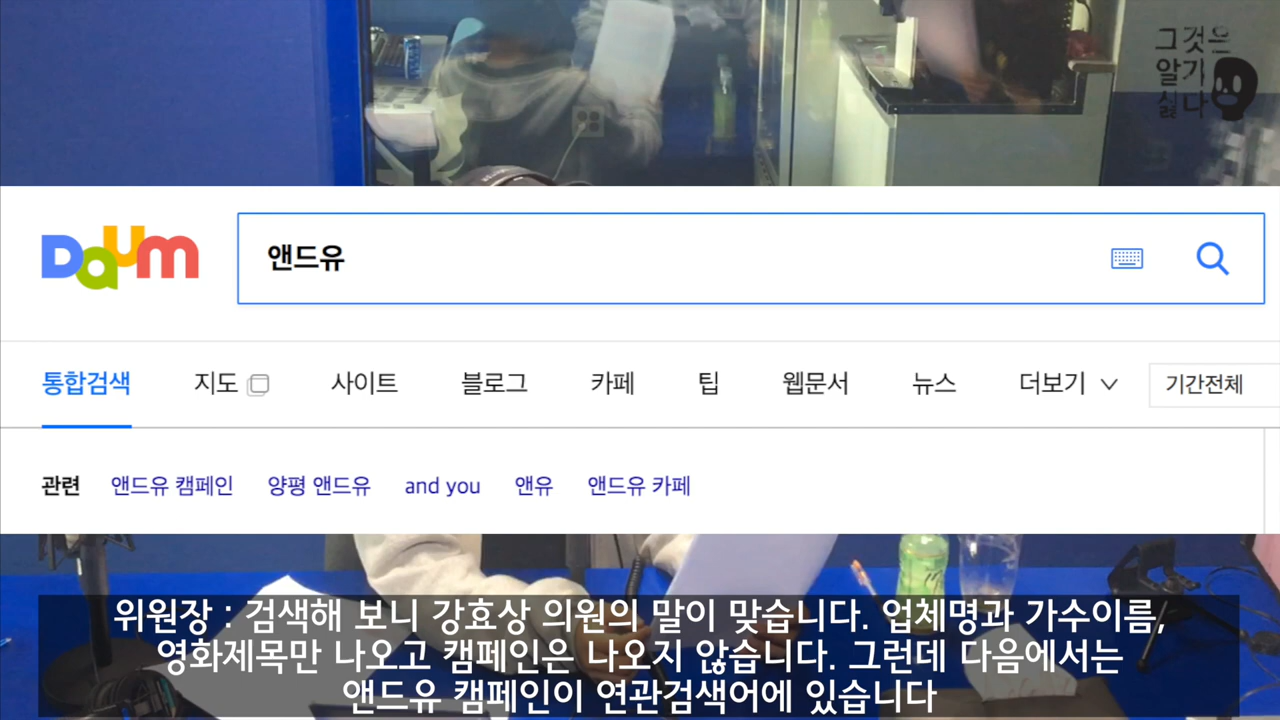 그것은
알기
싫다
Daum
앤드유
통합검색 지도 사이트 블로그 카페 팁 웹문서 뉴스 더보기 기간전체
관련 앤드유 캠페인 양평 앤드유 and you 앤유 앤드유 카페
위원장 : 검색해 보니 강효상 의원의 말이 맞습니다. 업체명과 가수이름,
영화제목만 나오고 캠페인은 나오지 않습니다. 그런데 다음에서는
앤드유 캠페인이 연관검색어에 있습니다